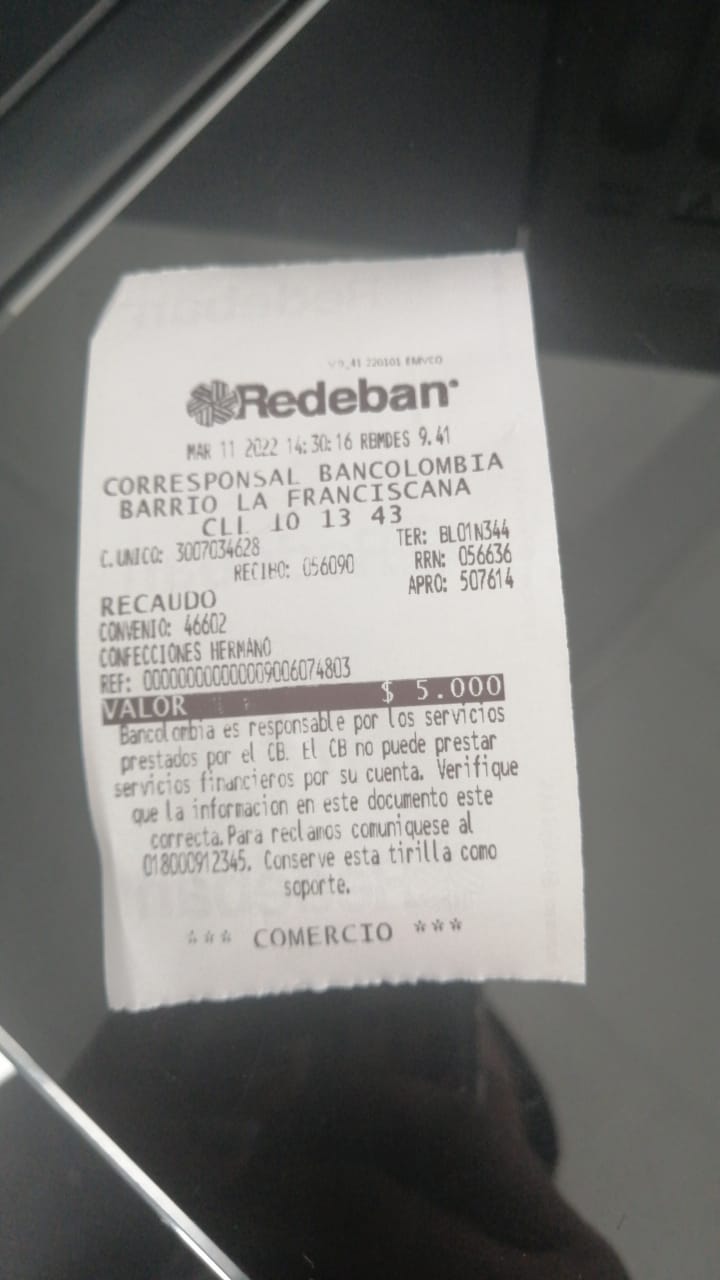 V9_41 220101 EMVCO
Redeban
MAR 11 2022 14:30:16 RBMDES 9.41
CORRESPONSAL BANCOLOMBIA
BARRIO LA FRANCISCANA
CLL 10 13 43
C.UNICO: 3007034628 TER: BL01N344
RECIBO: 056090 RRN: 056636
RECAUDO APRO: 507614
CONVENIO: 46602
CONFECCIONES HERMANO
REF: 000000000000009006074803
VALOR $ 5.000
Bancolombia es responsable por los servicios
prestados por el CB. El CB no puede prestar
servicios financieros por su cuenta. Verifique
que la informacion en este documento este
correcta.Para reclamos comuniquese al
018000912345. Conserve esta tirilla como
soporte.
*** COMERCIO ***